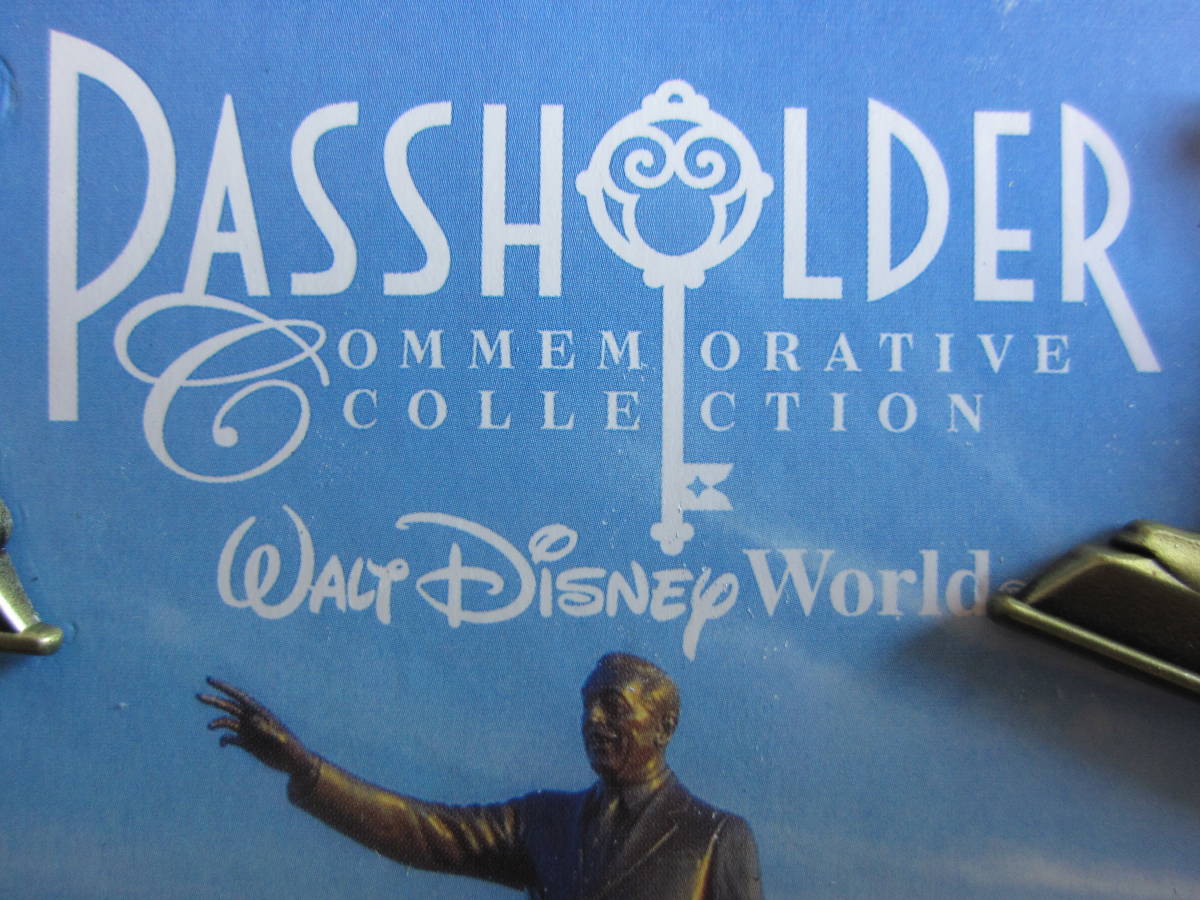 PASSHOLDER
COMMEMORATIVE
COLLECTION
WALT DISNEY World